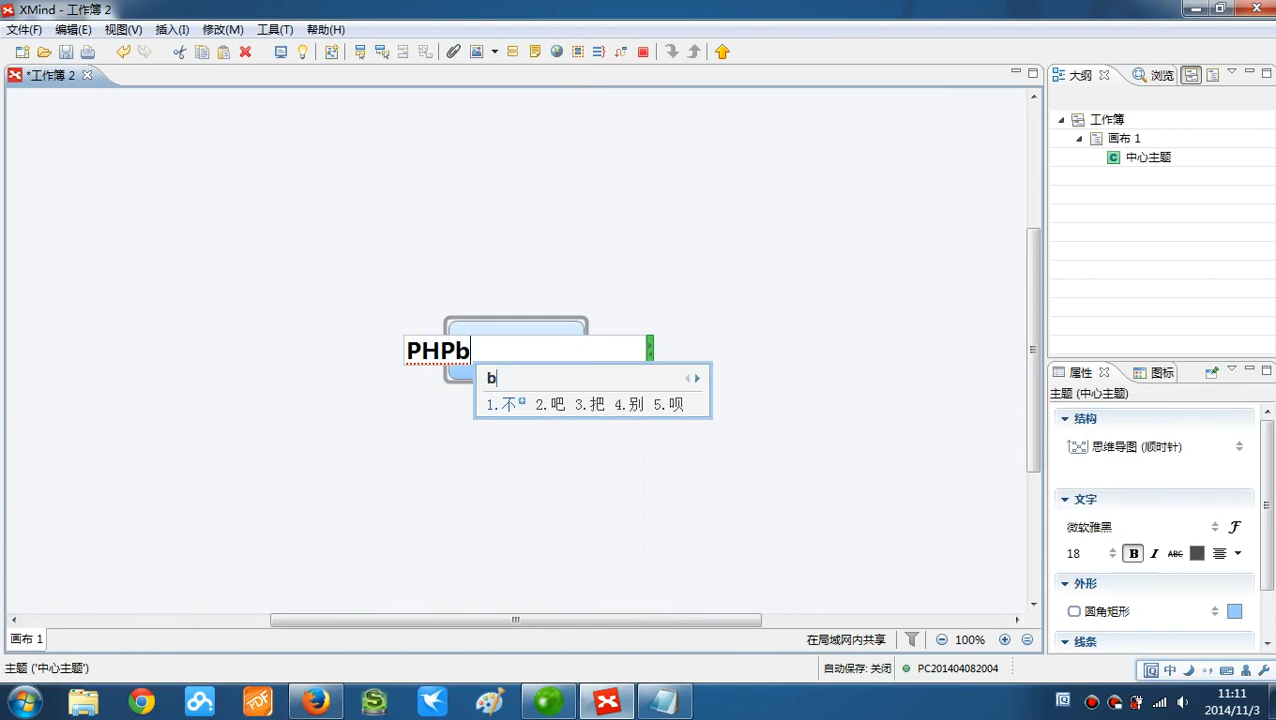 XMind - 工作簿 2
文件(F) 编辑(E) 视图(V) 插入(I) 修改(M) 工具(T) 帮助(H)
*工作簿 2
大纲 浏览
工作簿
画布 1
C 中心主题
PHPb
b
1.不 2.吧 3.把 4.别 5.呗
属性 图标
主题 (中心主题)
结构
思维导图 (顺时针)
文字
微软雅黑
18 B I ABC
外形
圆角矩形
线条
画布 1
在局域网内共享 100%
主题 ('中心主题')
自动保存: 关闭 PC201404082004
中
PDF
S
11:11
2014/11/3